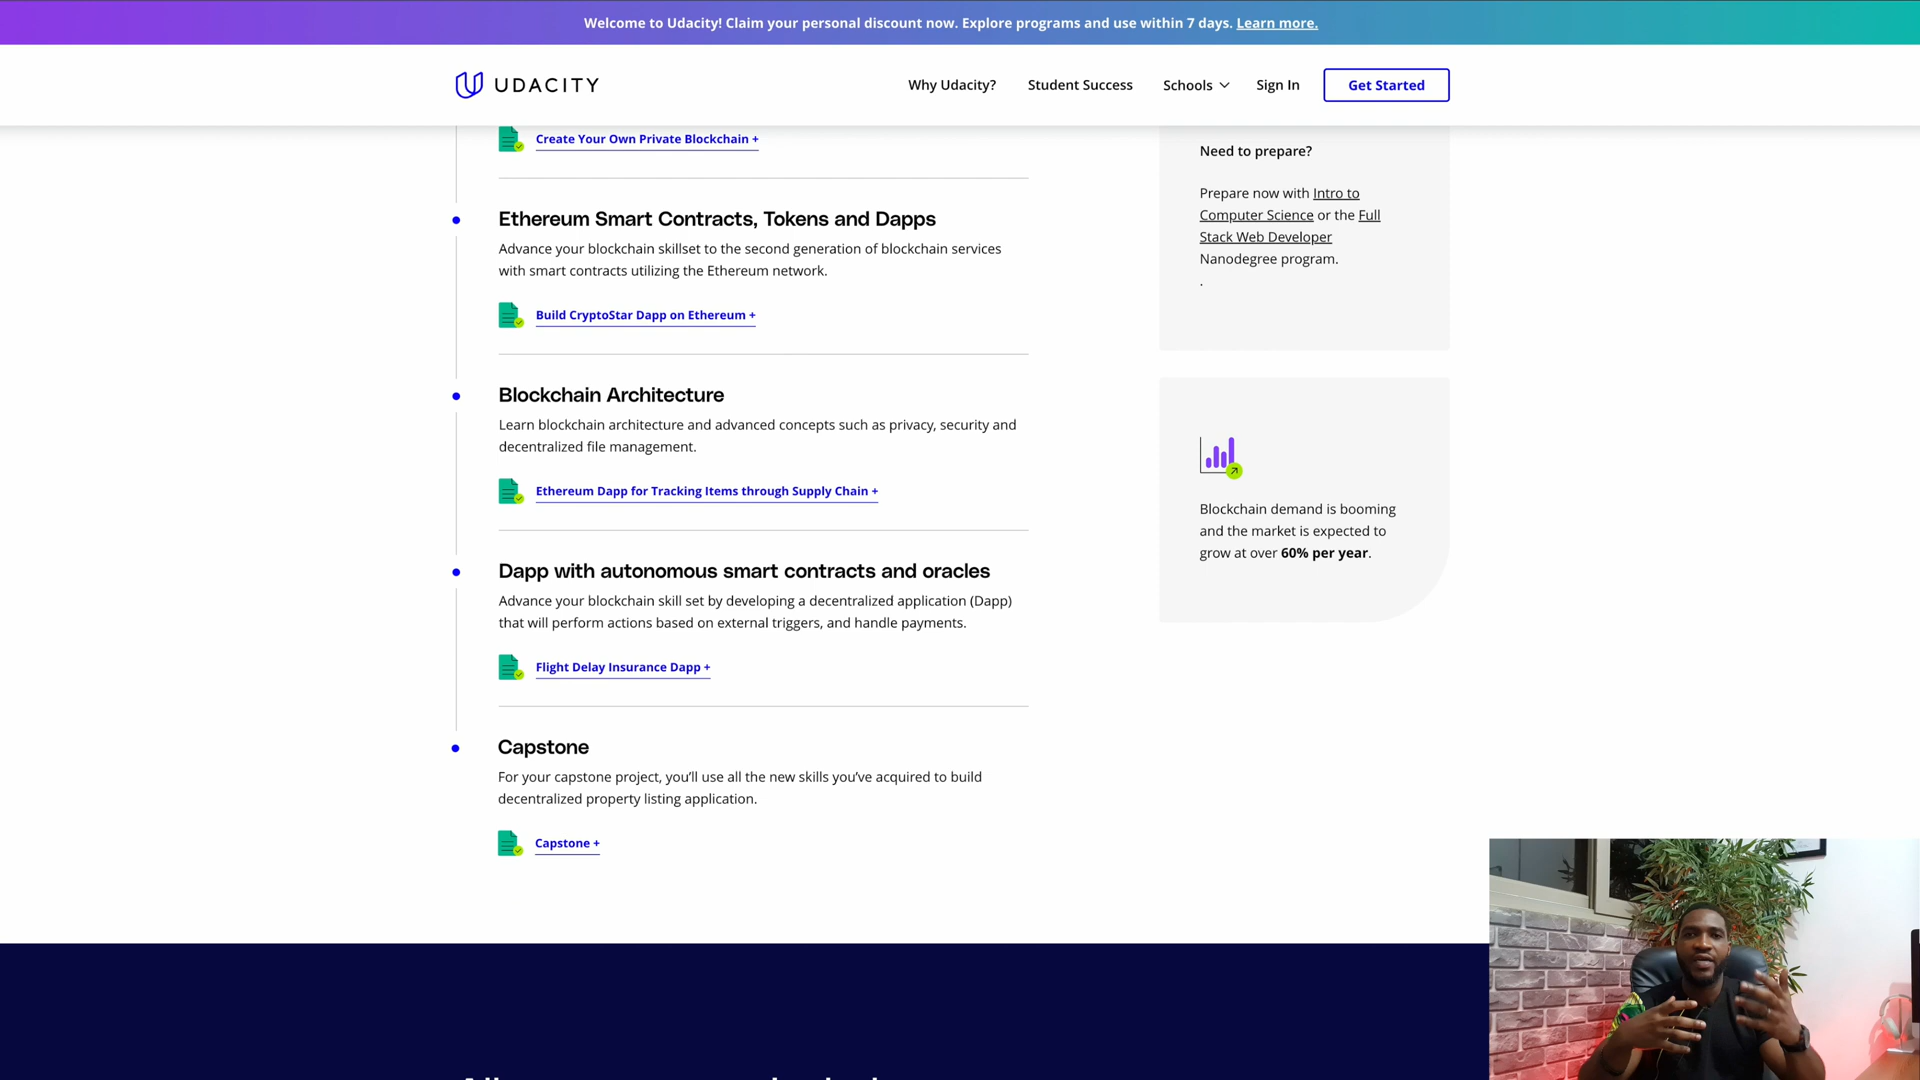 Welcome to Udacity! Claim your personal discount now. Explore programs and use within 7 days. Learn more.
UDACITY
Why Udacity?
Student Success
Schools
Sign In
Get Started
Create Your Own Private Blockchain +
Ethereum Smart Contracts, Tokens and Dapps
Advance your blockchain skillset to the second generation of blockchain services
with smart contracts utilizing the Ethereum network.
Build CryptoStar Dapp on Ethereum +
Blockchain Architecture
Learn blockchain architecture and advanced concepts such as privacy, security and
decentralized file management.
Ethereum Dapp for Tracking Items through Supply Chain +
Dapp with autonomous smart contracts and oracles
Advance your blockchain skill set by developing a decentralized application (Dapp)
that will perform actions based on external triggers, and handle payments.
Flight Delay Insurance Dapp +
Capstone
For your capstone project, you’ll use all the new skills you’ve acquired to build
decentralized property listing application.
Capstone +
Need to prepare?
Prepare now with Intro to
Computer Science or the Full
Stack Web Developer
Nanodegree program.
.
Blockchain demand is booming
and the market is expected to
grow at over 60% per year.